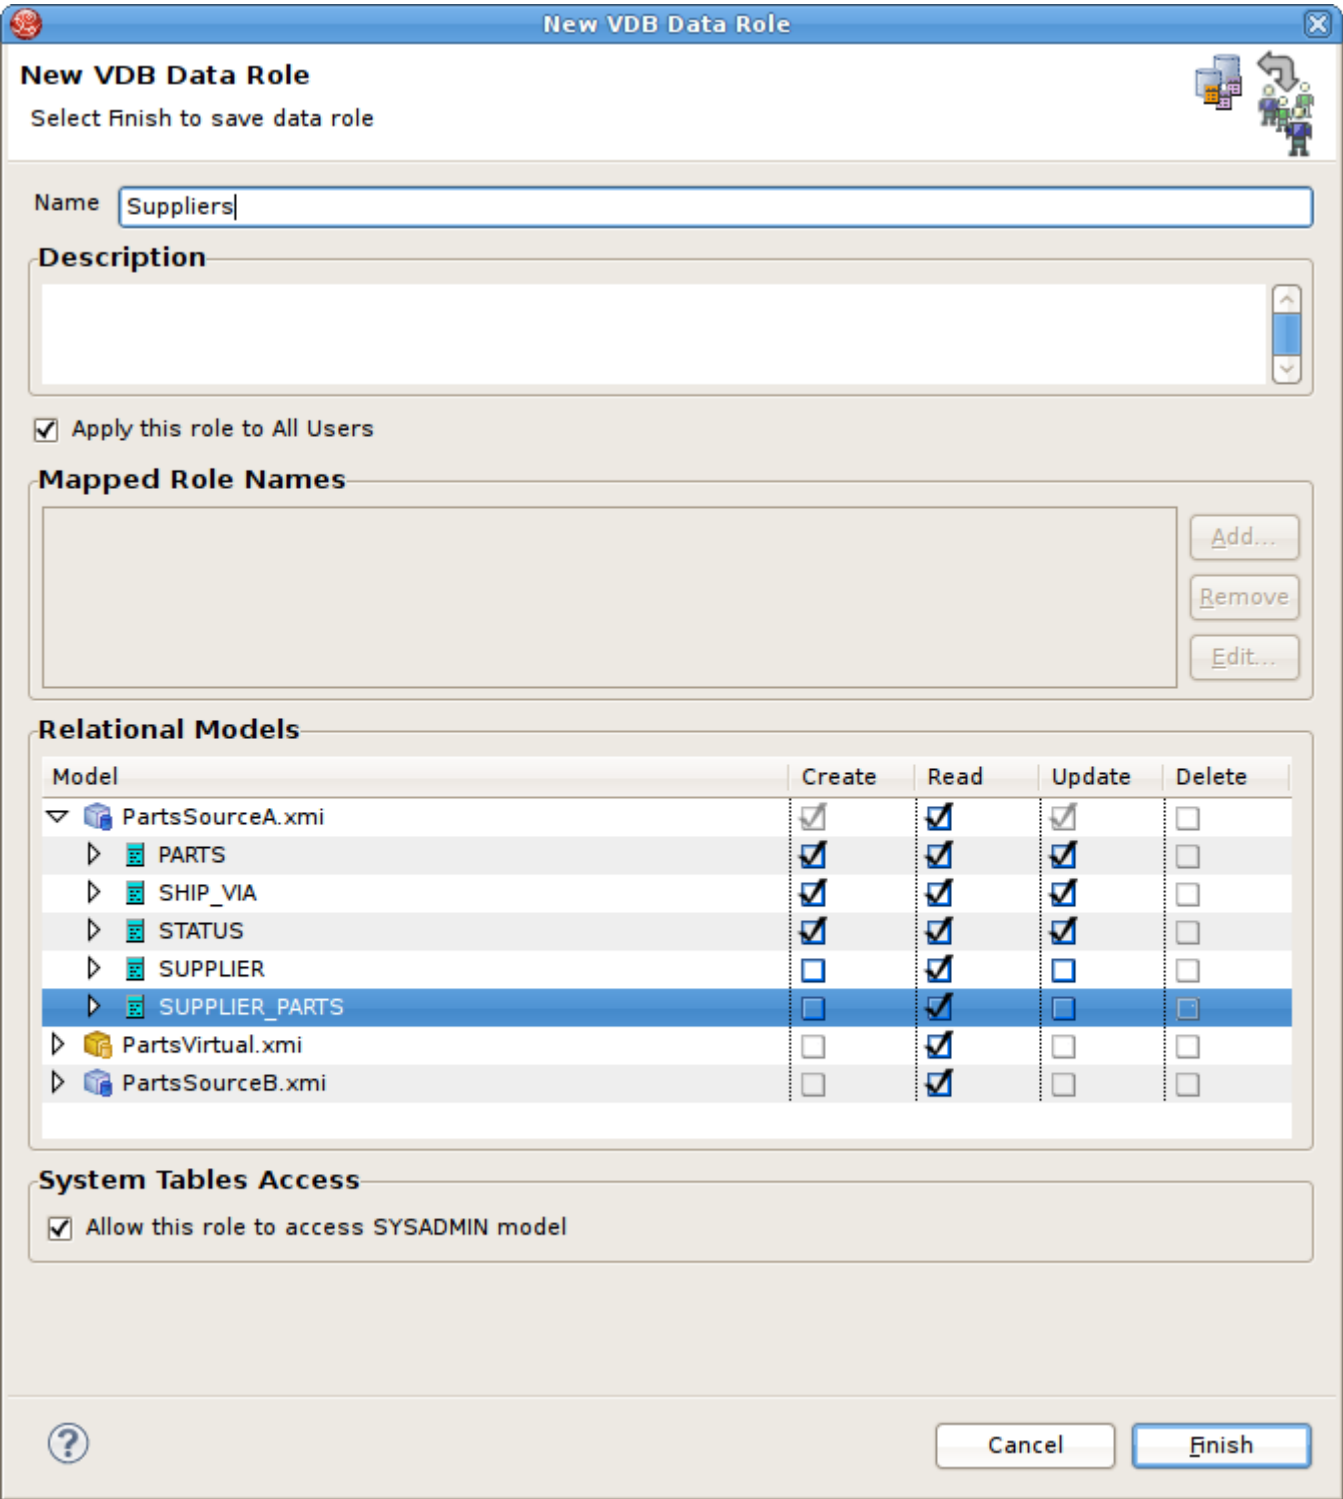 New VDB Data Role
New VDB Data Role
Select Finish to save data role
Name Suppliers
Description
Apply this role to All Users
Mapped Role Names
Add...
Remove
Edit...
Relational Models
Model Create Read Update Delete
PartsSourceA.xmi
PARTS
SHIP_VIA
STATUS
SUPPLIER
SUPPLIER_PARTS
PartsVirtual.xmi
PartsSourceB.xmi
System Tables Access
Allow this role to access SYSADMIN model
? Cancel Finish